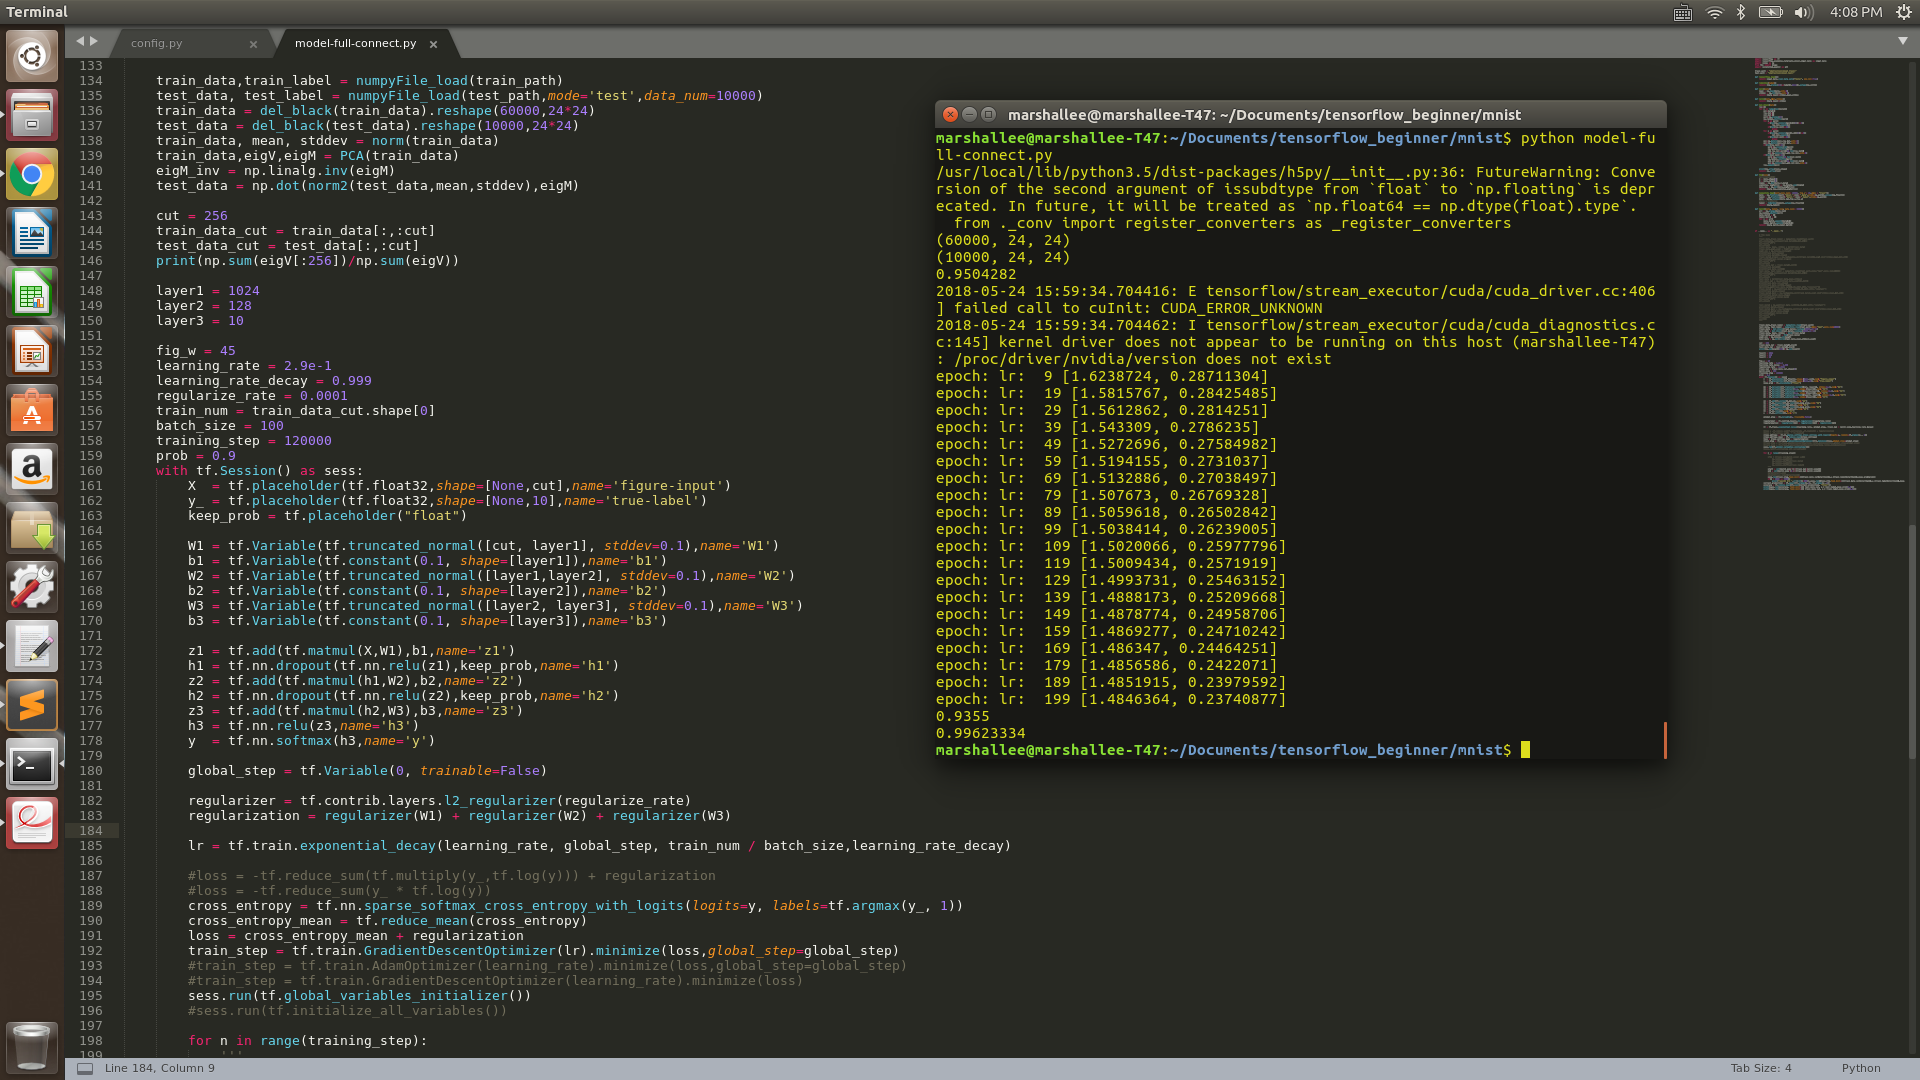 Terminal
4:08 PM
config.py
model-full-connect.py
133
134 train_data,train_label = numpyFile_load(train_path)
135 test_data, test_label = numpyFile_load(test_path,mode='test',data_num=10000)
136 train_data = del_black(train_data).reshape(60000,24*24)
137 test_data = del_black(test_data).reshape(10000,24*24)
138 train_data, mean, stddev = norm(train_data)
139 train_data,eigV,eigM = PCA(train_data)
140 eigM_inv = np.linalg.inv(eigM)
141 test_data = np.dot(norm2(test_data,mean,stddev),eigM)
142
143 cut = 256
144 train_data_cut = train_data[:,:cut]
145 test_data_cut = test_data[:,:cut]
146 print(np.sum(eigV[:256])/np.sum(eigV))
147
148 layer1 = 1024
149 layer2 = 128
150 layer3 = 10
151
152 fig_w = 45
153 learning_rate = 2.9e-1
154 learning_rate_decay = 0.999
155 regularize_rate = 0.0001
156 train_num = train_data_cut.shape[0]
157 batch_size = 100
158 training_step = 120000
159 prob = 0.9
160 with tf.Session() as sess:
161 X  = tf.placeholder(tf.float32,shape=[None,cut],name='figure-input')
162 y_ = tf.placeholder(tf.float32,shape=[None,10],name='true-label')
163 keep_prob = tf.placeholder("float")
164
165 W1 = tf.Variable(tf.truncated_normal([cut, layer1], stddev=0.1),name='W1')
166 b1 = tf.Variable(tf.constant(0.1, shape=[layer1]),name='b1')
167 W2 = tf.Variable(tf.truncated_normal([layer1,layer2], stddev=0.1),name='W2')
168 b2 = tf.Variable(tf.constant(0.1, shape=[layer2]),name='b2')
169 W3 = tf.Variable(tf.truncated_normal([layer2, layer3], stddev=0.1),name='W3')
170 b3 = tf.Variable(tf.constant(0.1, shape=[layer3]),name='b3')
171
172 z1 = tf.add(tf.matmul(X,W1),b1,name='z1')
173 h1 = tf.nn.dropout(tf.nn.relu(z1),keep_prob,name='h1')
174 z2 = tf.add(tf.matmul(h1,W2),b2,name='z2')
175 h2 = tf.nn.dropout(tf.nn.relu(z2),keep_prob,name='h2')
176 z3 = tf.add(tf.matmul(h2,W3),b3,name='z3')
177 h3 = tf.nn.relu(z3,name='h3')
178 y  = tf.nn.softmax(h3,name='y')
179
180 global_step = tf.Variable(0, trainable=False)
181
182 regularizer = tf.contrib.layers.l2_regularizer(regularize_rate)
183 regularization = regularizer(W1) + regularizer(W2) + regularizer(W3)
184
185 lr = tf.train.exponential_decay(learning_rate, global_step, train_num / batch_size,learning_rate_decay)
186
187 #loss = -tf.reduce_sum(tf.multiply(y_,tf.log(y))) + regularization
188 #loss = -tf.reduce_sum(y_ * tf.log(y))
189 cross_entropy = tf.nn.sparse_softmax_cross_entropy_with_logits(logits=y, labels=tf.argmax(y_, 1))
190 cross_entropy_mean = tf.reduce_mean(cross_entropy)
191 loss = cross_entropy_mean + regularization
192 train_step = tf.train.GradientDescentOptimizer(lr).minimize(loss,global_step=global_step)
193 #train_step = tf.train.AdamOptimizer(learning_rate).minimize(loss,global_step=global_step)
194 #train_step = tf.train.GradientDescentOptimizer(learning_rate).minimize(loss)
195 sess.run(tf.global_variables_initializer())
196 #sess.run(tf.initialize_all_variables())
197
198 for n in range(training_step):
199 '''
marshallee@marshallee-T47: ~/Documents/tensorflow_beginner/mnist
marshallee@marshallee-T47:~/Documents/tensorflow_beginner/mnist$ python model-fu
ll-connect.py
/usr/local/lib/python3.5/dist-packages/h5py/__init__.py:36: FutureWarning: Conve
rsion of the second argument of issubdtype from `float` to `np.floating` is depr
ecated. In future, it will be treated as `np.float64 == np.dtype(float).type`.
from ._conv import register_converters as _register_converters
(60000, 24, 24)
(10000, 24, 24)
0.9504282
2018-05-24 15:59:34.704416: E tensorflow/stream_executor/cuda/cuda_driver.cc:406
] failed call to cuInit: CUDA_ERROR_UNKNOWN
2018-05-24 15:59:34.704462: I tensorflow/stream_executor/cuda/cuda_diagnostics.c
c:145] kernel driver does not appear to be running on this host (marshallee-T47)
: /proc/driver/nvidia/version does not exist
epoch: lr:  9 [1.6238724, 0.28711304]
epoch: lr:  19 [1.5815767, 0.28425485]
epoch: lr:  29 [1.5612862, 0.2814251]
epoch: lr:  39 [1.543309, 0.2786235]
epoch: lr:  49 [1.5272696, 0.27584982]
epoch: lr:  59 [1.5194155, 0.2731037]
epoch: lr:  69 [1.5132886, 0.27038497]
epoch: lr:  79 [1.507673, 0.26769328]
epoch: lr:  89 [1.5059618, 0.26502842]
epoch: lr:  99 [1.5038414, 0.26239005]
epoch: lr:  109 [1.5020066, 0.25977796]
epoch: lr:  119 [1.5009434, 0.2571919]
epoch: lr:  129 [1.4993731, 0.25463152]
epoch: lr:  139 [1.4888173, 0.25209668]
epoch: lr:  149 [1.4878774, 0.24958706]
epoch: lr:  159 [1.4869277, 0.24710242]
epoch: lr:  169 [1.486347, 0.24464251]
epoch: lr:  179 [1.4856586, 0.2422071]
epoch: lr:  189 [1.4851915, 0.23979592]
epoch: lr:  199 [1.4846364, 0.23740877]
0.9355
0.99623334
marshallee@marshallee-T47:~/Documents/tensorflow_beginner/mnist$
Line 184, Column 9
Tab Size: 4
Python